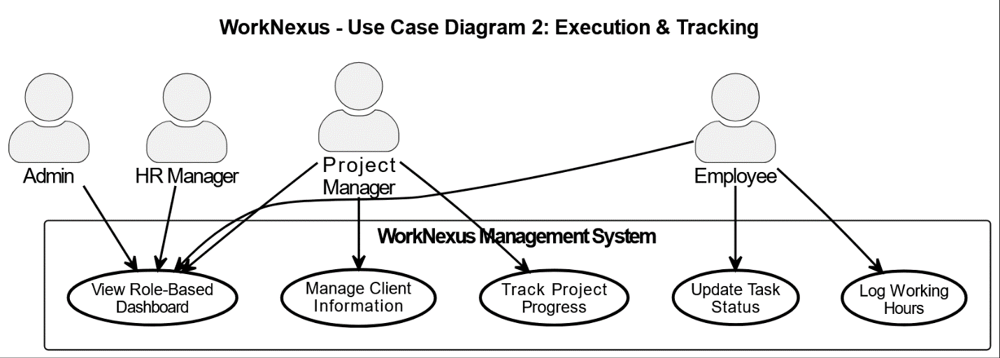 WorkNexus - Use Case Diagram 2: Execution & Tracking
Admin
HR Manager
Project
Manager
Employee
WorkNexus Management System
View Role-Based
Dashboard
Manage Client
Information
Track Project
Progress
Update Task
Status
Log Working
Hours